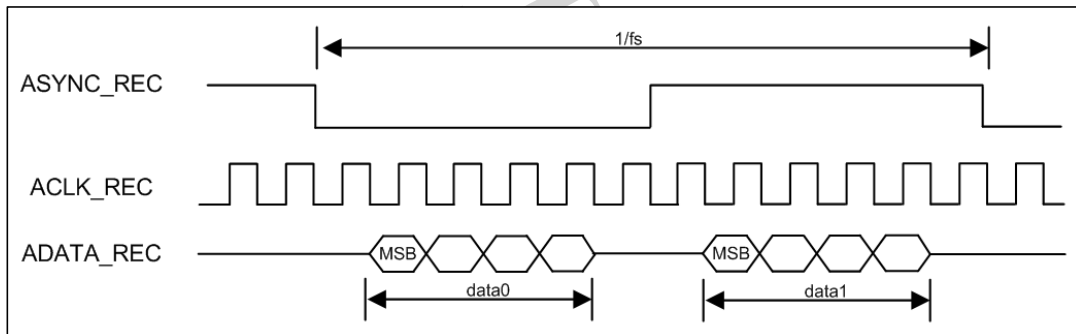 1/fs
ASYNC_REC
ACLK_REC
ADATA_REC
MSB
MSB
data0
data1